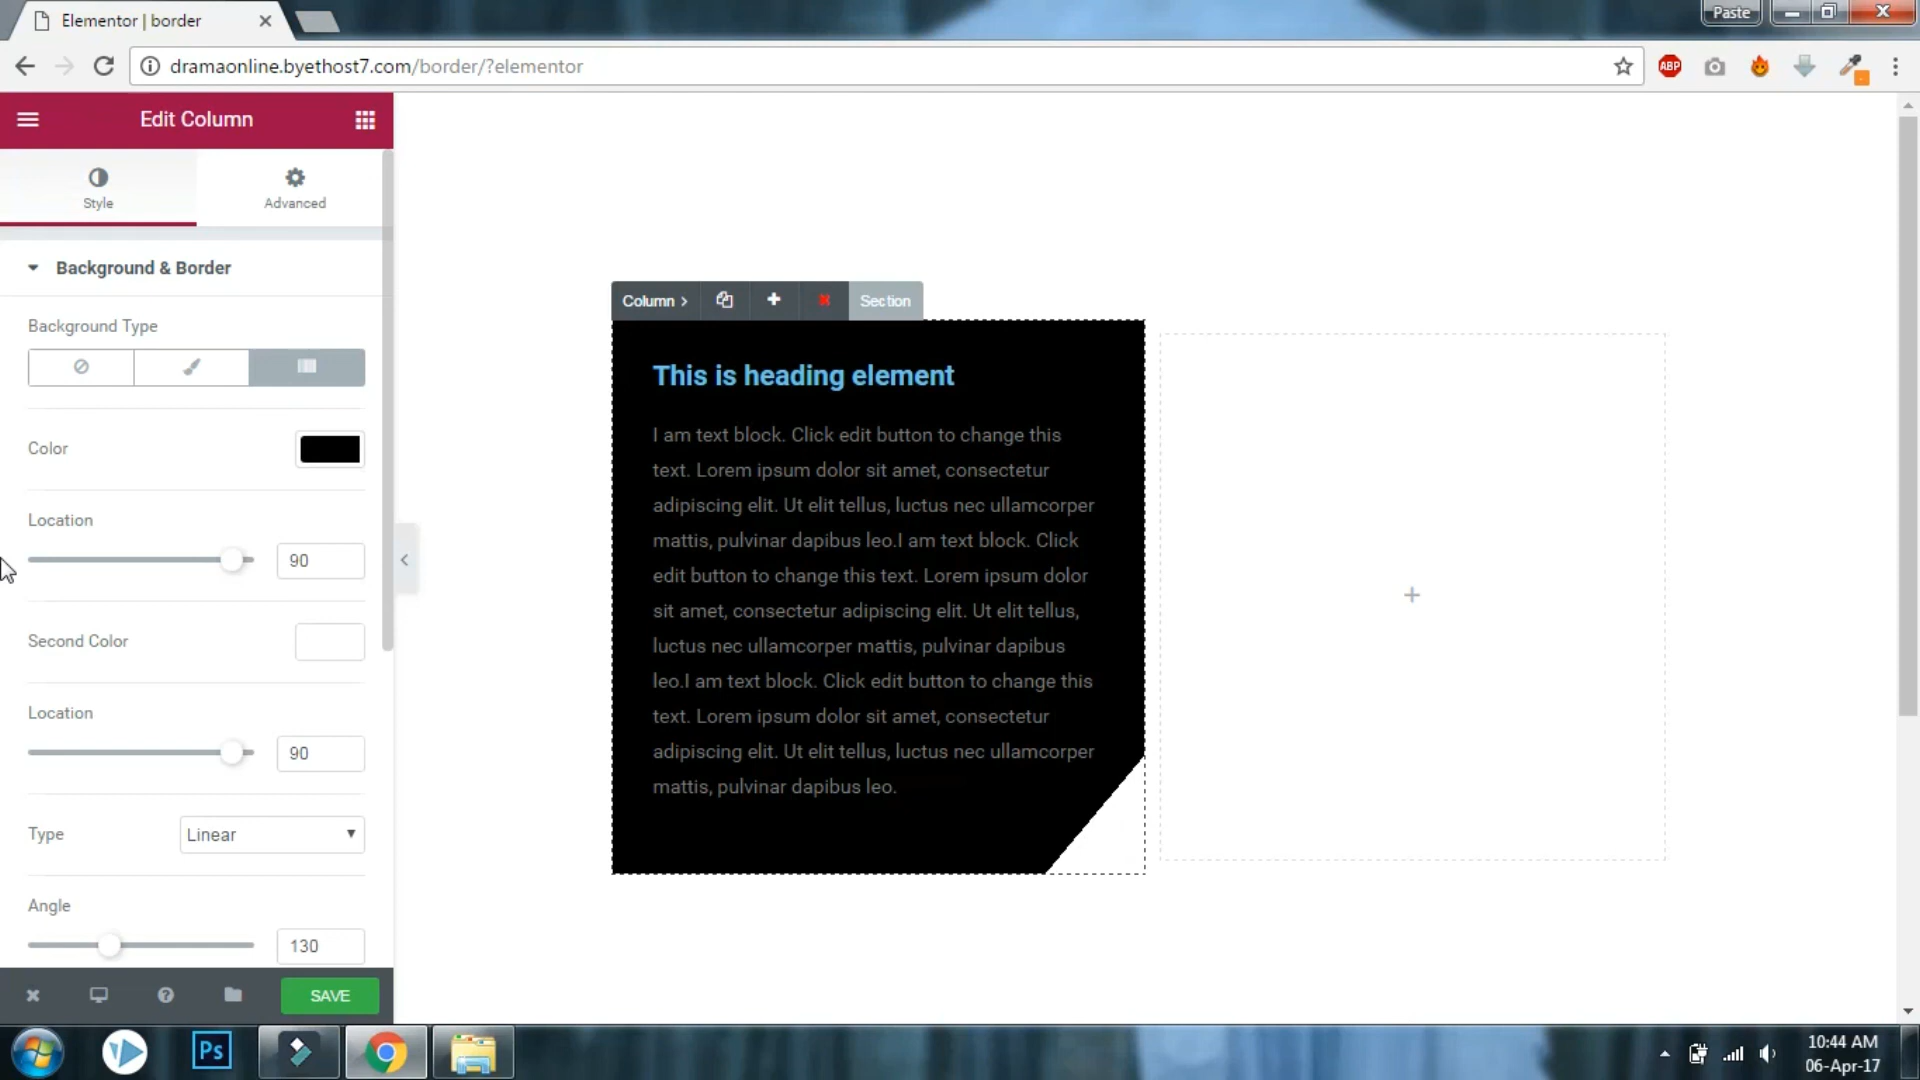 Elementor | border
Paste
dramaonline.byethost7.com/border/?elementor
ABP
Edit Column
Style
Advanced
Background & Border
Background Type
Color
Location
90
Second Color
Location
90
Type
Linear
Angle
130
SAVE
Column
Section
This is heading element
I am text block. Click edit button to change this
text. Lorem ipsum dolor sit amet, consectetur
adipiscing elit. Ut elit tellus, luctus nec ullamcorper
mattis, pulvinar dapibus leo.I am text block. Click
edit button to change this text. Lorem ipsum dolor
sit amet, consectetur adipiscing elit. Ut elit tellus,
luctus nec ullamcorper mattis, pulvinar dapibus
leo.I am text block. Click edit button to change this
text. Lorem ipsum dolor sit amet, consectetur
adipiscing elit. Ut elit tellus, luctus nec ullamcorper
mattis, pulvinar dapibus leo.
Ps
10:44 AM
06-Apr-17